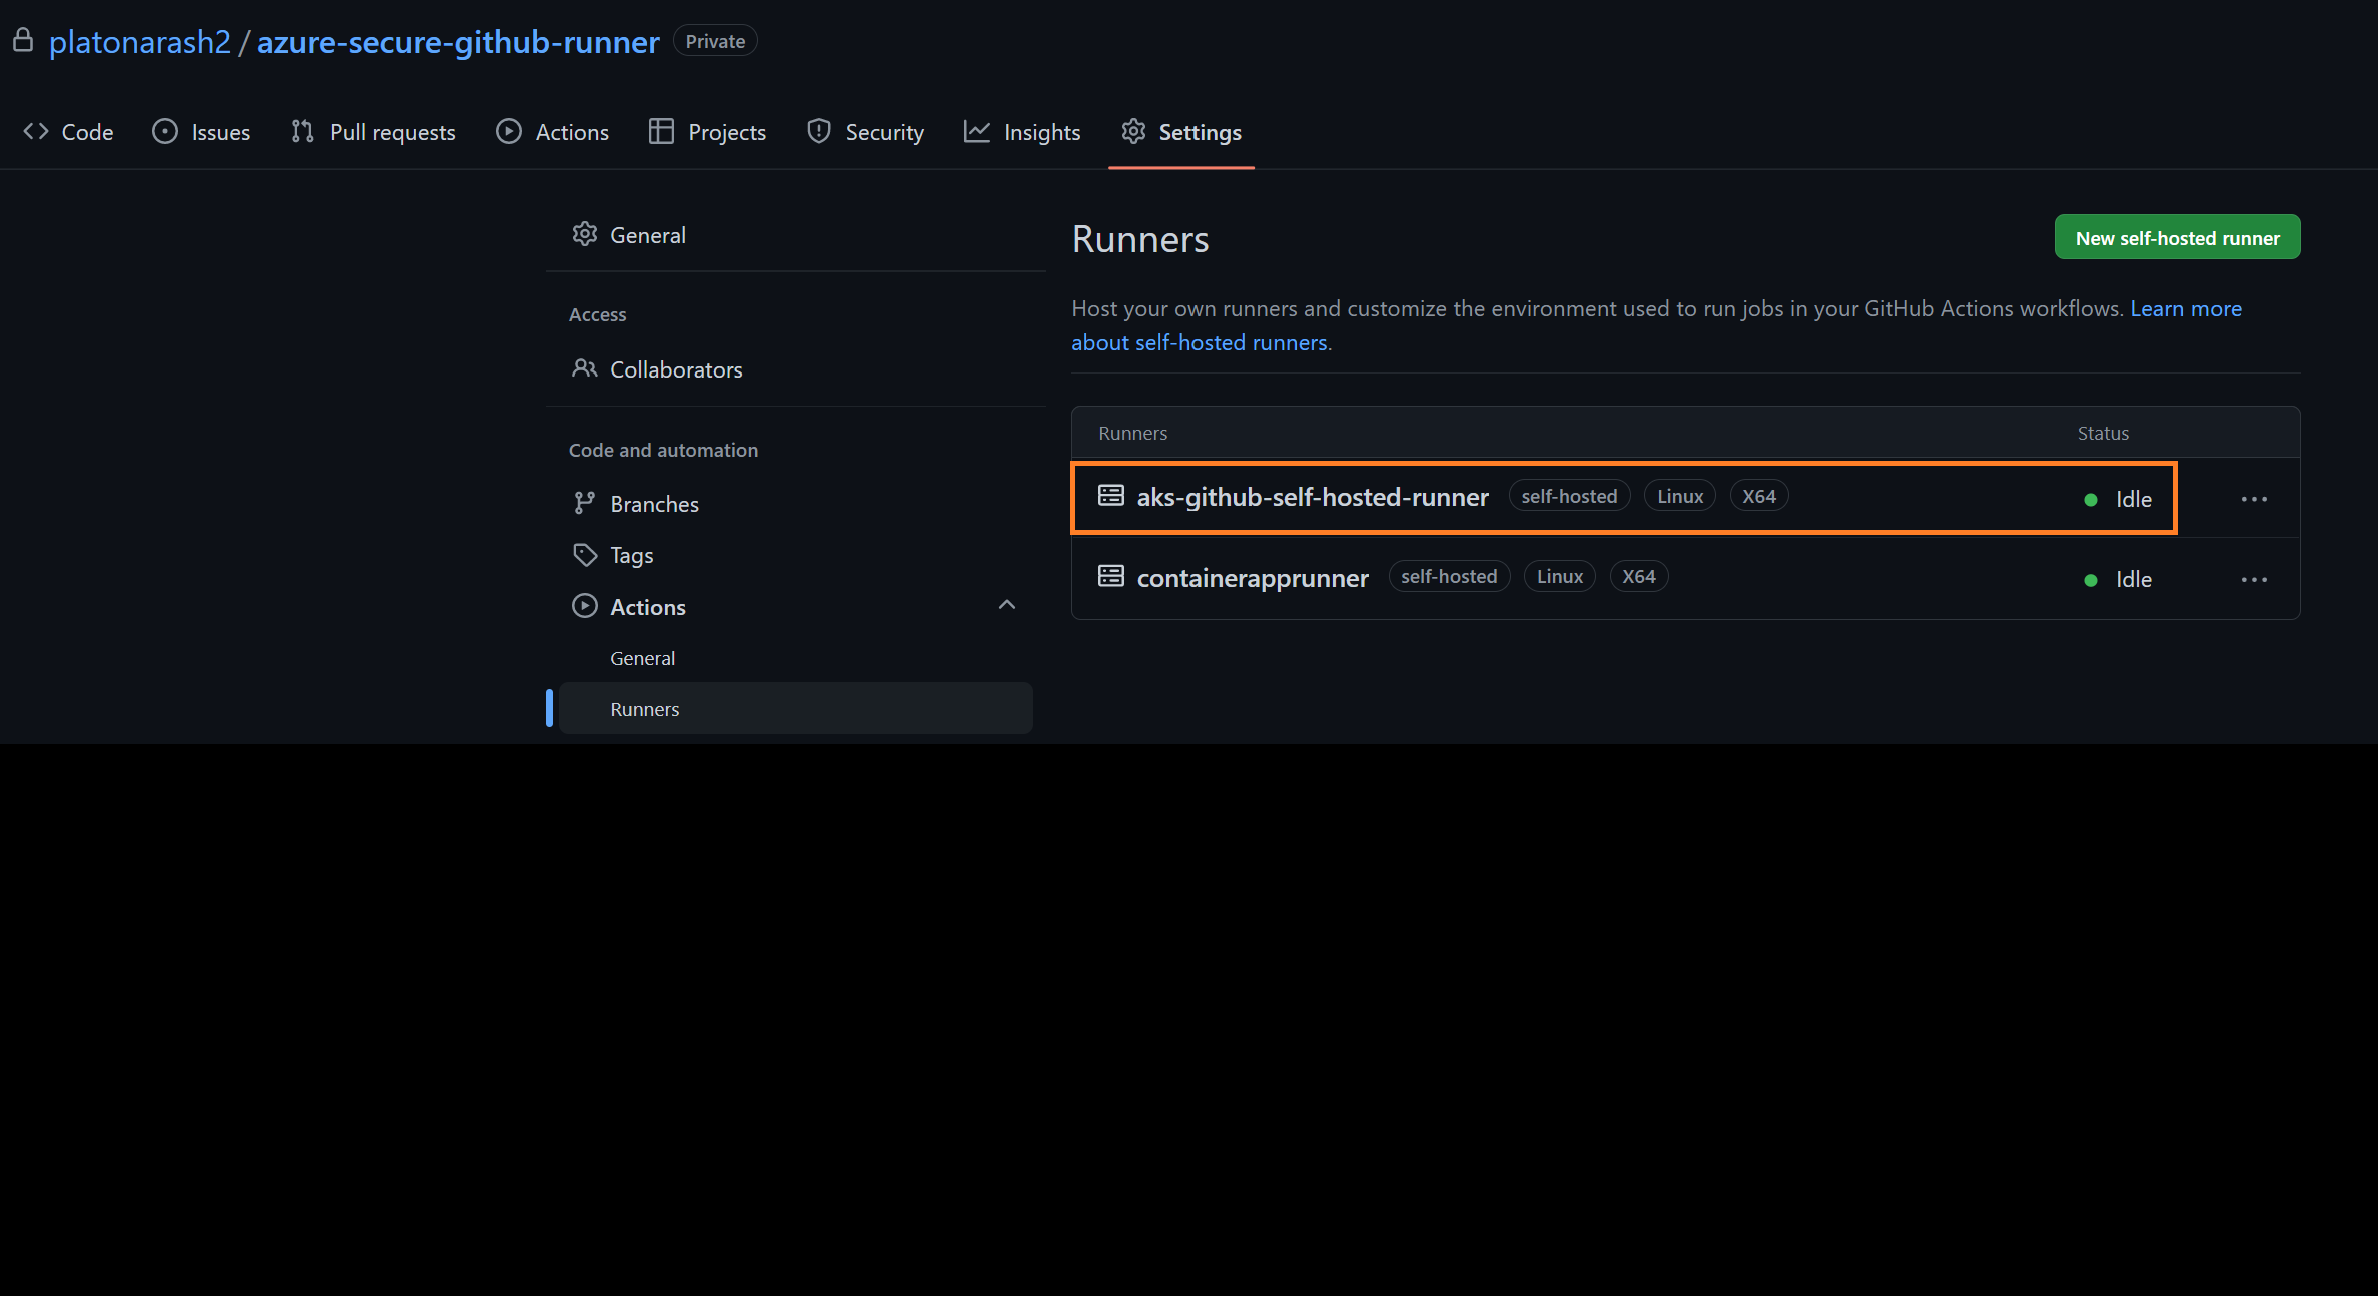 platonarash2 / azure-secure-github-runner Private
Code Issues Pull requests Actions Projects Security Insights Settings
General
Access
Collaborators
Code and automation
Branches
Tags
Actions
General
Runners
Runners
New self-hosted runner
Host your own runners and customize the environment used to run jobs in your GitHub Actions workflows. Learn more
about self-hosted runners.
Runners Status
aks-github-self-hosted-runner self-hosted Linux X64 Idle
containerapprunner self-hosted Linux X64 Idle